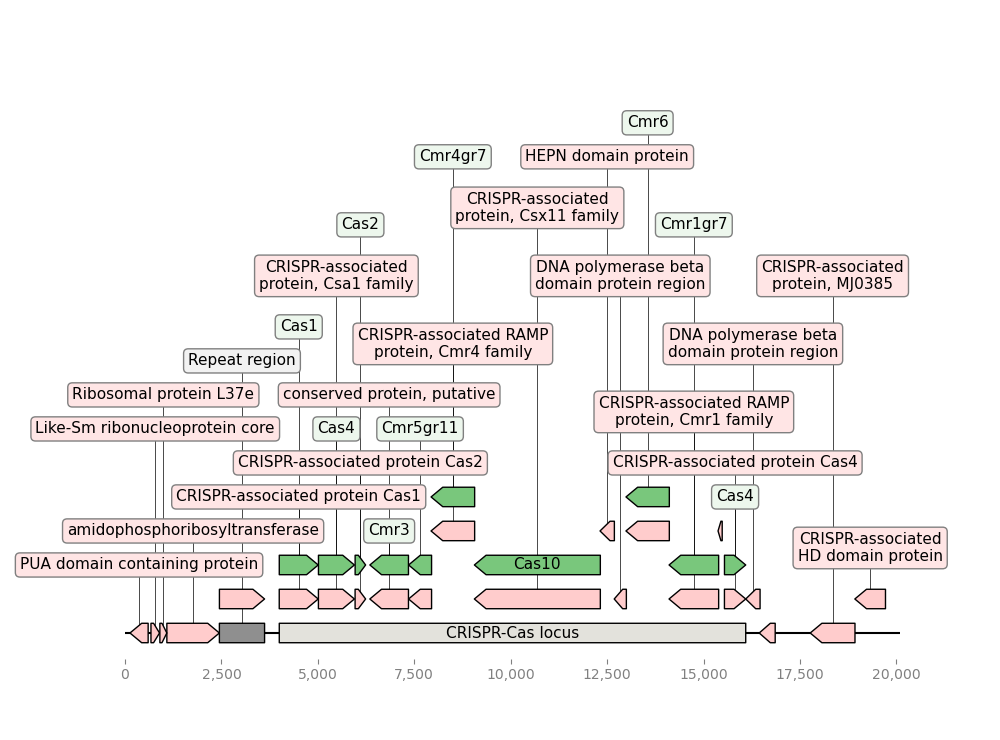 Cmr6
Cmr4gr7
HEPN domain protein
CRISPR-associated
protein, Csx11 family
Cas2
Cmr1gr7
CRISPR-associated
protein, Csa1 family
DNA polymerase beta
domain protein region
CRISPR-associated
protein, MJ0385
Cas1
CRISPR-associated RAMP
protein, Cmr4 family
DNA polymerase beta
domain protein region
Repeat region
Ribosomal protein L37e
conserved protein, putative
CRISPR-associated RAMP
protein, Cmr1 family
Like-Sm ribonucleoprotein core
Cas4
Cmr5gr11
CRISPR-associated protein Cas2
CRISPR-associated protein Cas4
CRISPR-associated protein Cas1
Cas4
amidophosphoribosyltransferase
Cmr3
CRISPR-associated
HD domain protein
PUA domain containing protein
Cas10
CRISPR-Cas locus
0
2,500
5,000
7,500
10,000
12,500
15,000
17,500
20,000